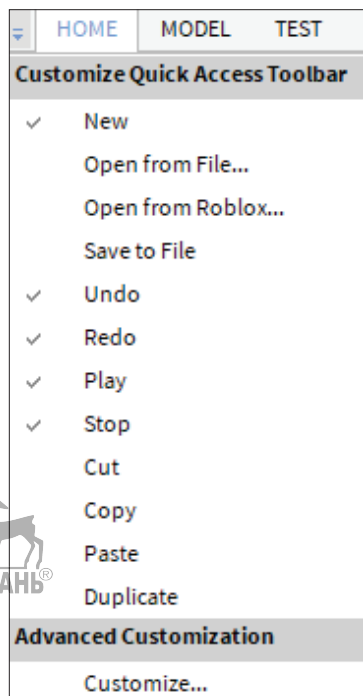 HOME MODEL TEST
Customize Quick Access Toolbar
New
Open from File...
Open from Roblox...
Save to File
Undo
Redo
Play
Stop
Cut
Copy
Paste
АНЬ®
Duplicate
Advanced Customization
Customize...